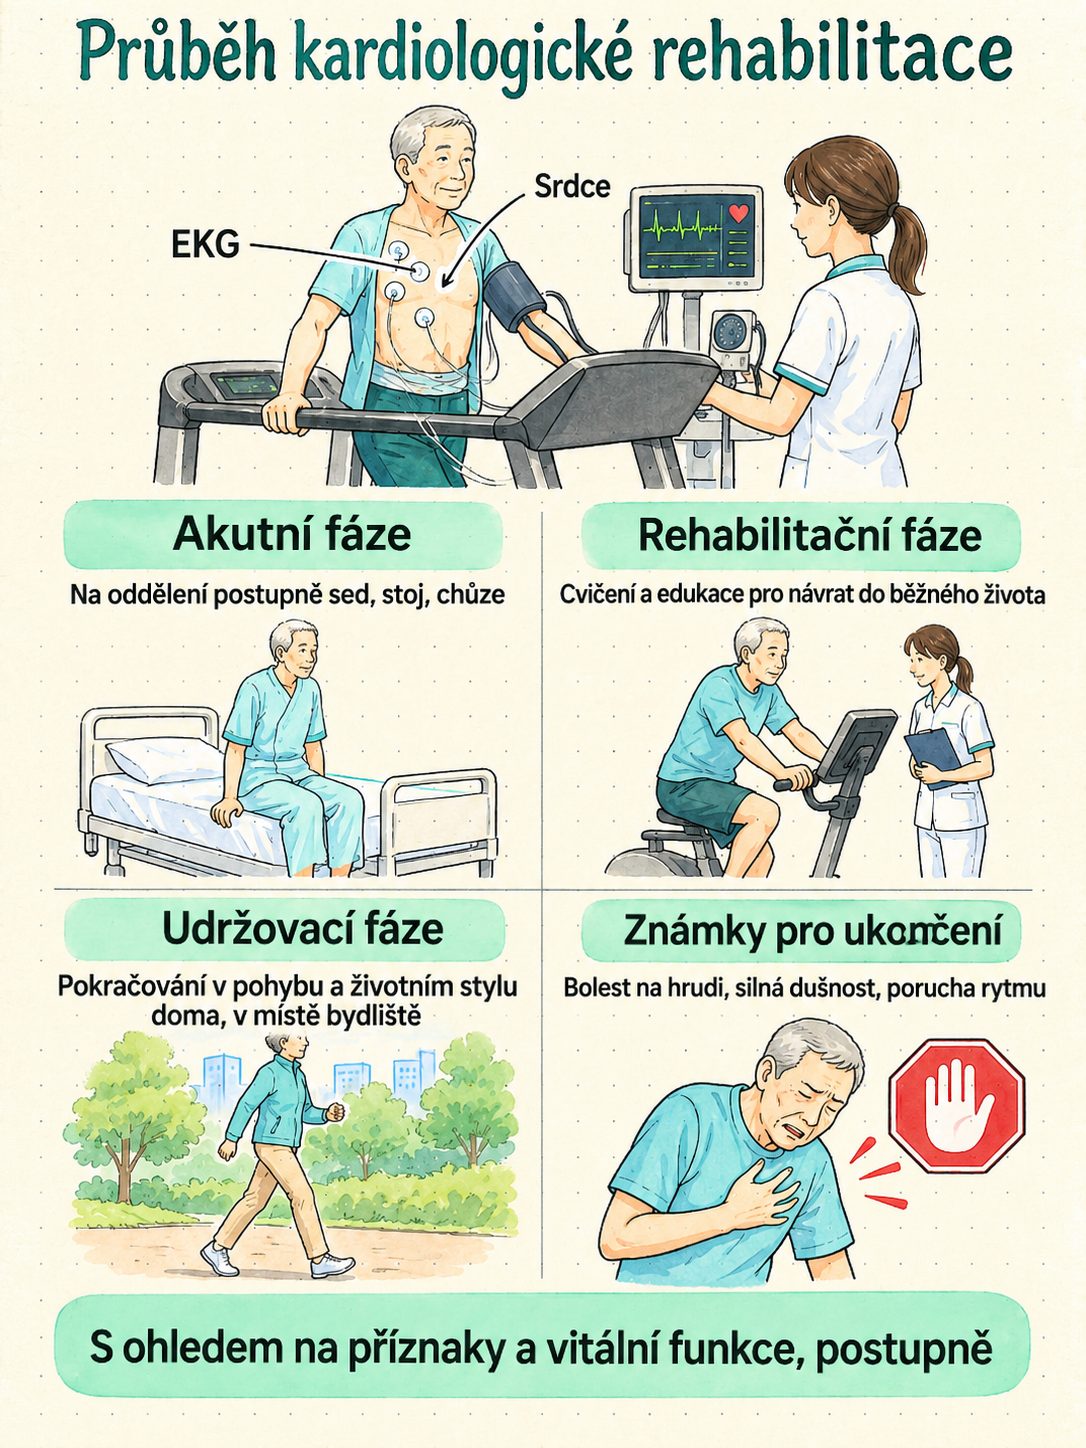 Průběh kardiologické rehabilitace
Srdce
EKG
Akutní fáze
Na oddělení postupně sed, stoj, chůze
Rehabilitační fáze
Cvičení a edukace pro návrat do běžného života
Udržovací fáze
Pokračování v pohybu a životním stylu
doma, v místě bydliště
Známky pro ukončení
Bolest na hrudi, silná dušnost, porucha rytmu
S ohledem na příznaky a vitální funkce, postupně